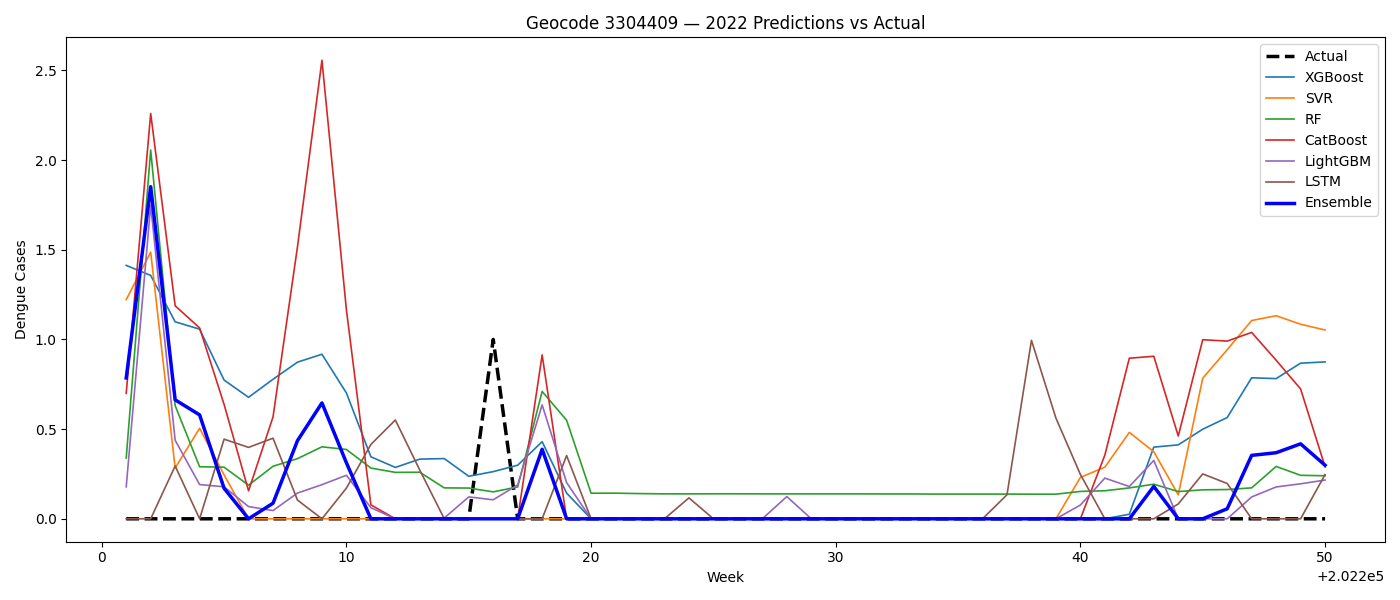 Geocode 3304409 — 2022 Predictions vs Actual
Dengue Cases
2.5
2.0
1.5
1.0
0.5
0.0
0
10
20
30
40
50
+2.022e5
Week
Actual
XGBoost
SVR
RF
CatBoost
LightGBM
LSTM
Ensemble